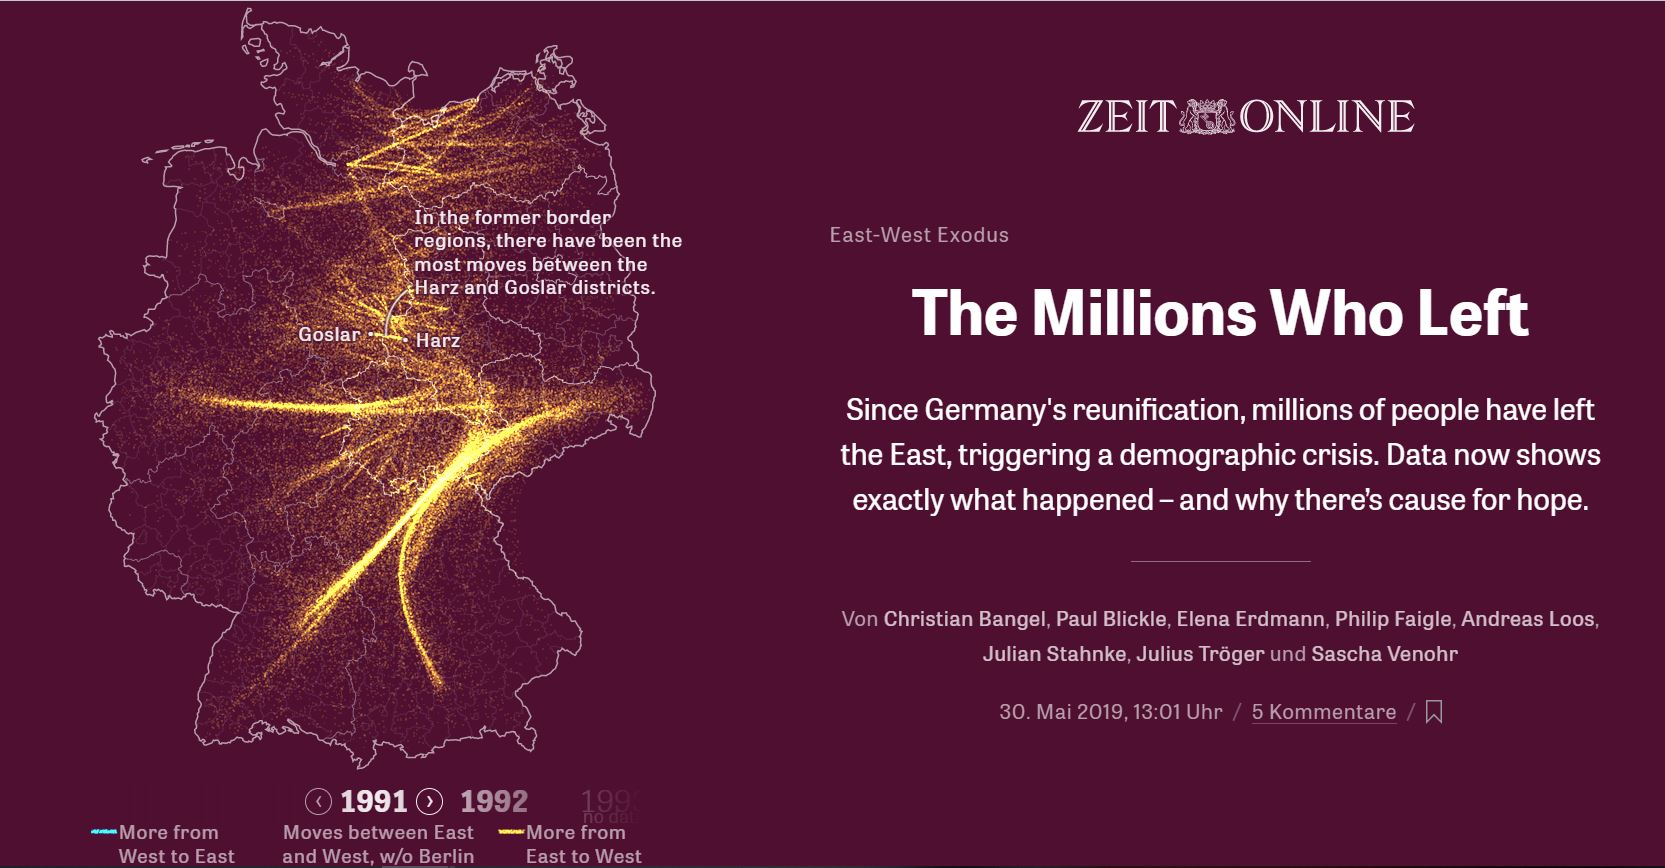 ZEIT ONLINE
East-West Exodus
The Millions Who Left
Since Germany's reunification, millions of people have left
the East, triggering a demographic crisis. Data now shows
exactly what happened – and why there’s cause for hope.
Von Christian Bangel, Paul Blickle, Elena Erdmann, Philip Faigle, Andreas Loos,
Julian Stahnke, Julius Tröger und Sascha Venohr
30. Mai 2019, 13:01 Uhr / 5 Kommentare /
In the former border
regions, there have been the
most moves between the
Harz and Goslar districts.
Goslar
Harz
1991 1992
no
More from
West to East
Moves between East
and West, w/o Berlin
More from
East to West